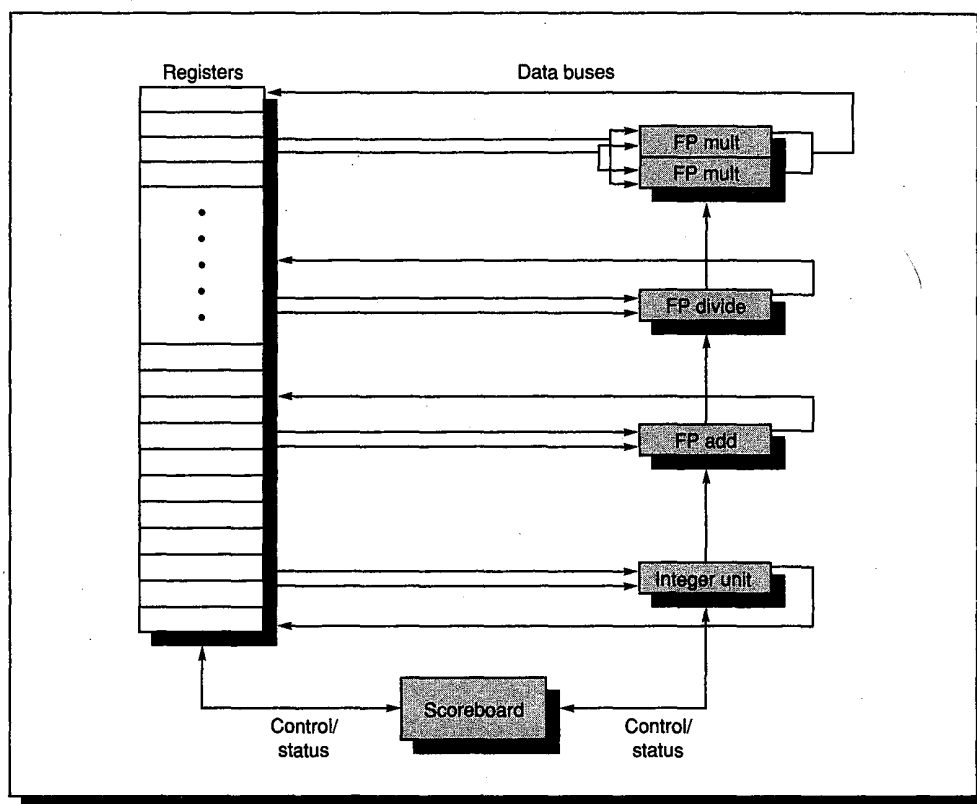 Registers
Data buses
FP mult
FP mult
FP divide
FP add
Integer unit
Scoreboard
Control/
status
Control/
status